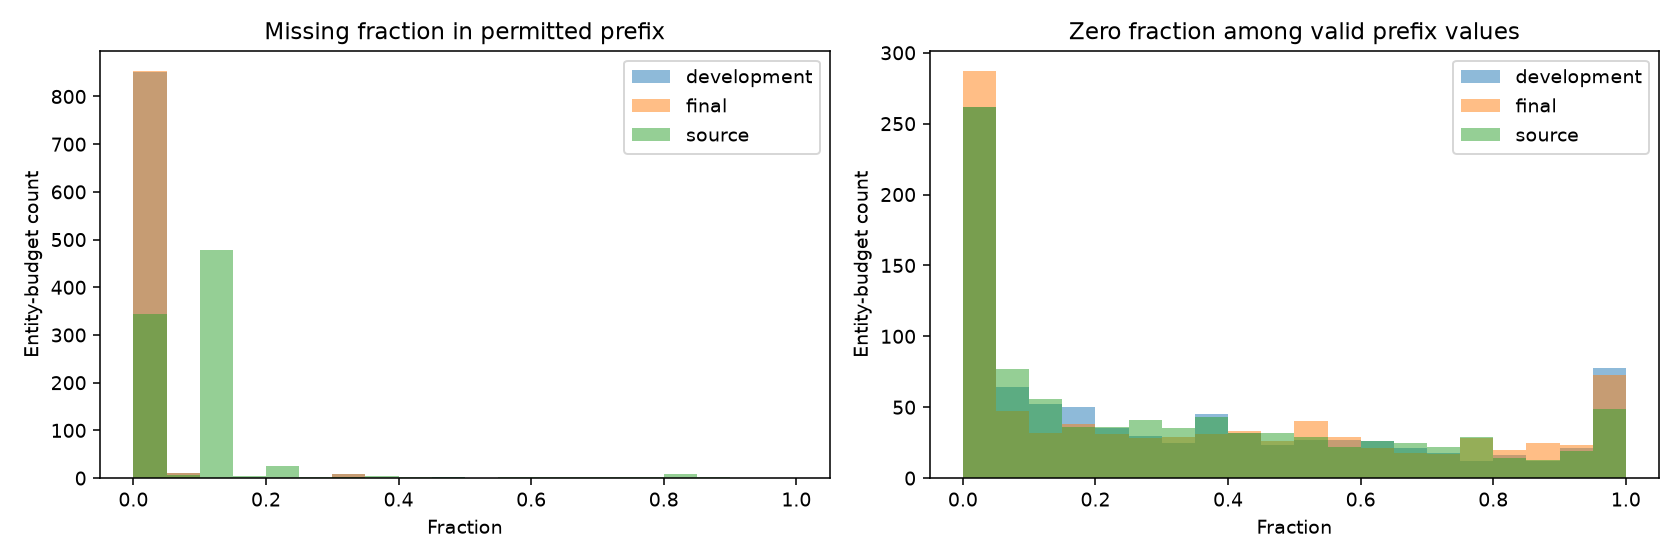 Missing fraction in permitted prefix
Entity-budget count
800
700
600
500
400
300
200
100
0
0.0 0.2 0.4 0.6 0.8 1.0
Fraction
development
final
source
Zero fraction among valid prefix values
Entity-budget count
300
250
200
150
100
50
0
0.0 0.2 0.4 0.6 0.8 1.0
Fraction
development
final
source